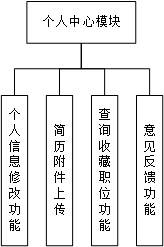 个人中心模块
个人信息修改功能
简历附件上传
查询收藏职位功能
意见反馈功能